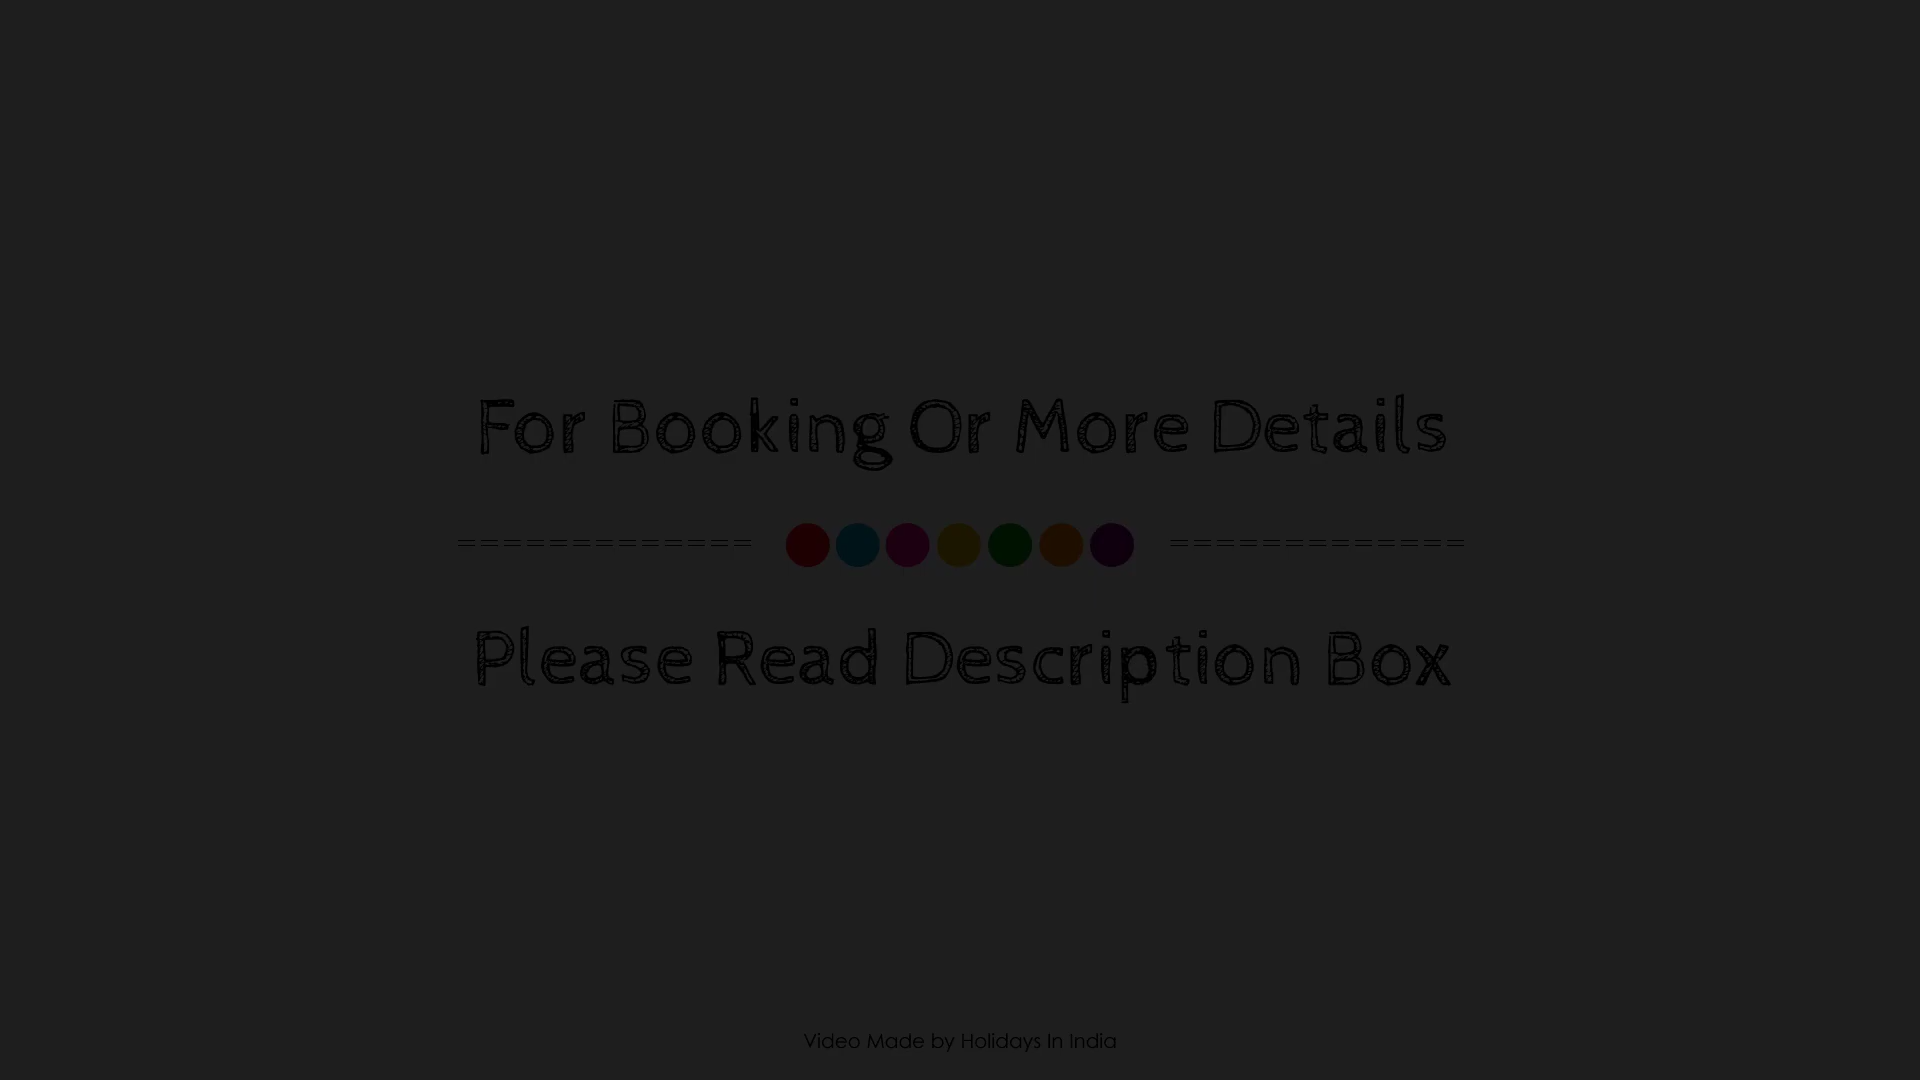 For Booking Or More Details
============= =============
Please Read Description Box
Video Made by Holidays In India